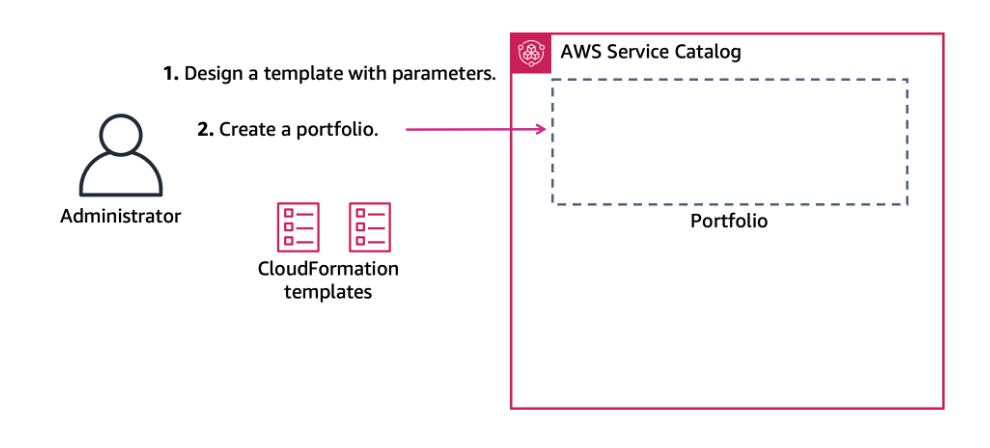 AWS Service Catalog
1. Design a template with parameters.
2. Create a portfolio.
Administrator
Portfolio
CloudFormation
templates